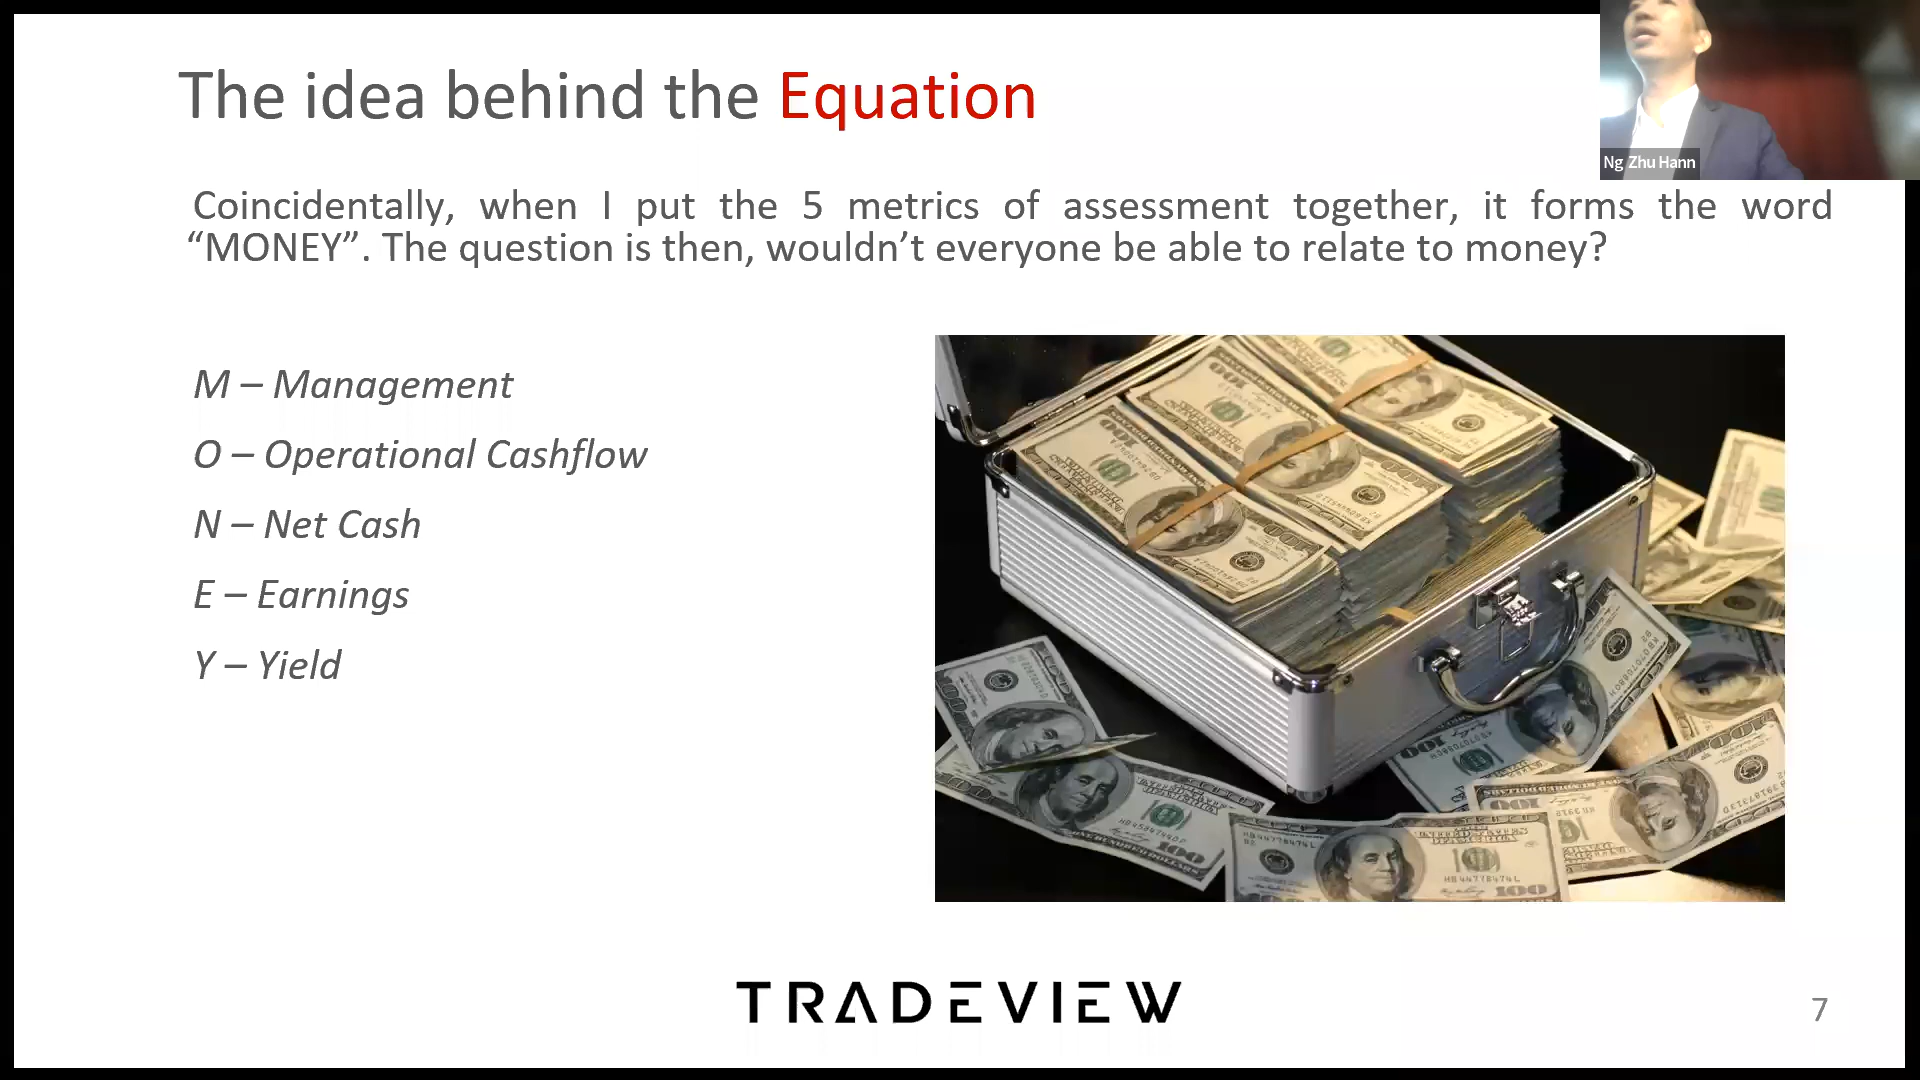 The idea behind the Equation
Ng Zhu Hann
Coincidentally, when I put the 5 metrics of assessment together, it forms the word
“MONEY”. The question is then, wouldn’t everyone be able to relate to money?
M – Management
O – Operational Cashflow
N – Net Cash
E – Earnings
Y – Yield
TRADEVIEW
7